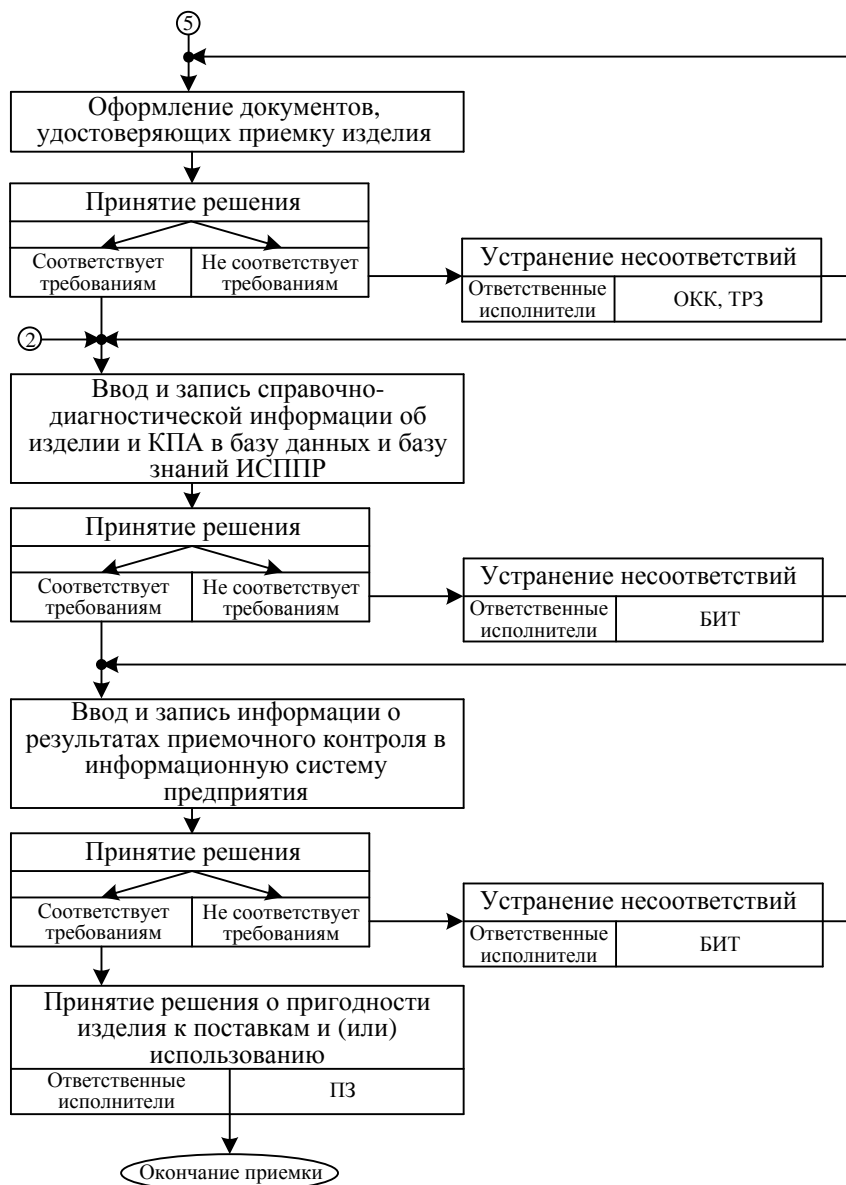 5
Оформление документов,
удостоверяющих приемку изделия
Принятие решения
Соответствует
требованиям
Не соответствует
требованиям
Устранение несоответствий
Ответственные
исполнители
ОКК, ТРЗ
2
Ввод и запись справочно-
диагностической информации об
изделии и КПА в базу данных и базу
знаний ИСППР
Принятие решения
Соответствует
требованиям
Не соответствует
требованиям
Устранение несоответствий
Ответственные
исполнители
БИТ
Ввод и запись информации о
результатах приемочного контроля в
информационную систему
предприятия
Принятие решения
Соответствует
требованиям
Не соответствует
требованиям
Устранение несоответствий
Ответственные
исполнители
БИТ
Принятие решения о пригодности
изделия к поставкам и (или)
использованию
Ответственные
исполнители
ПЗ
Окончание приемки